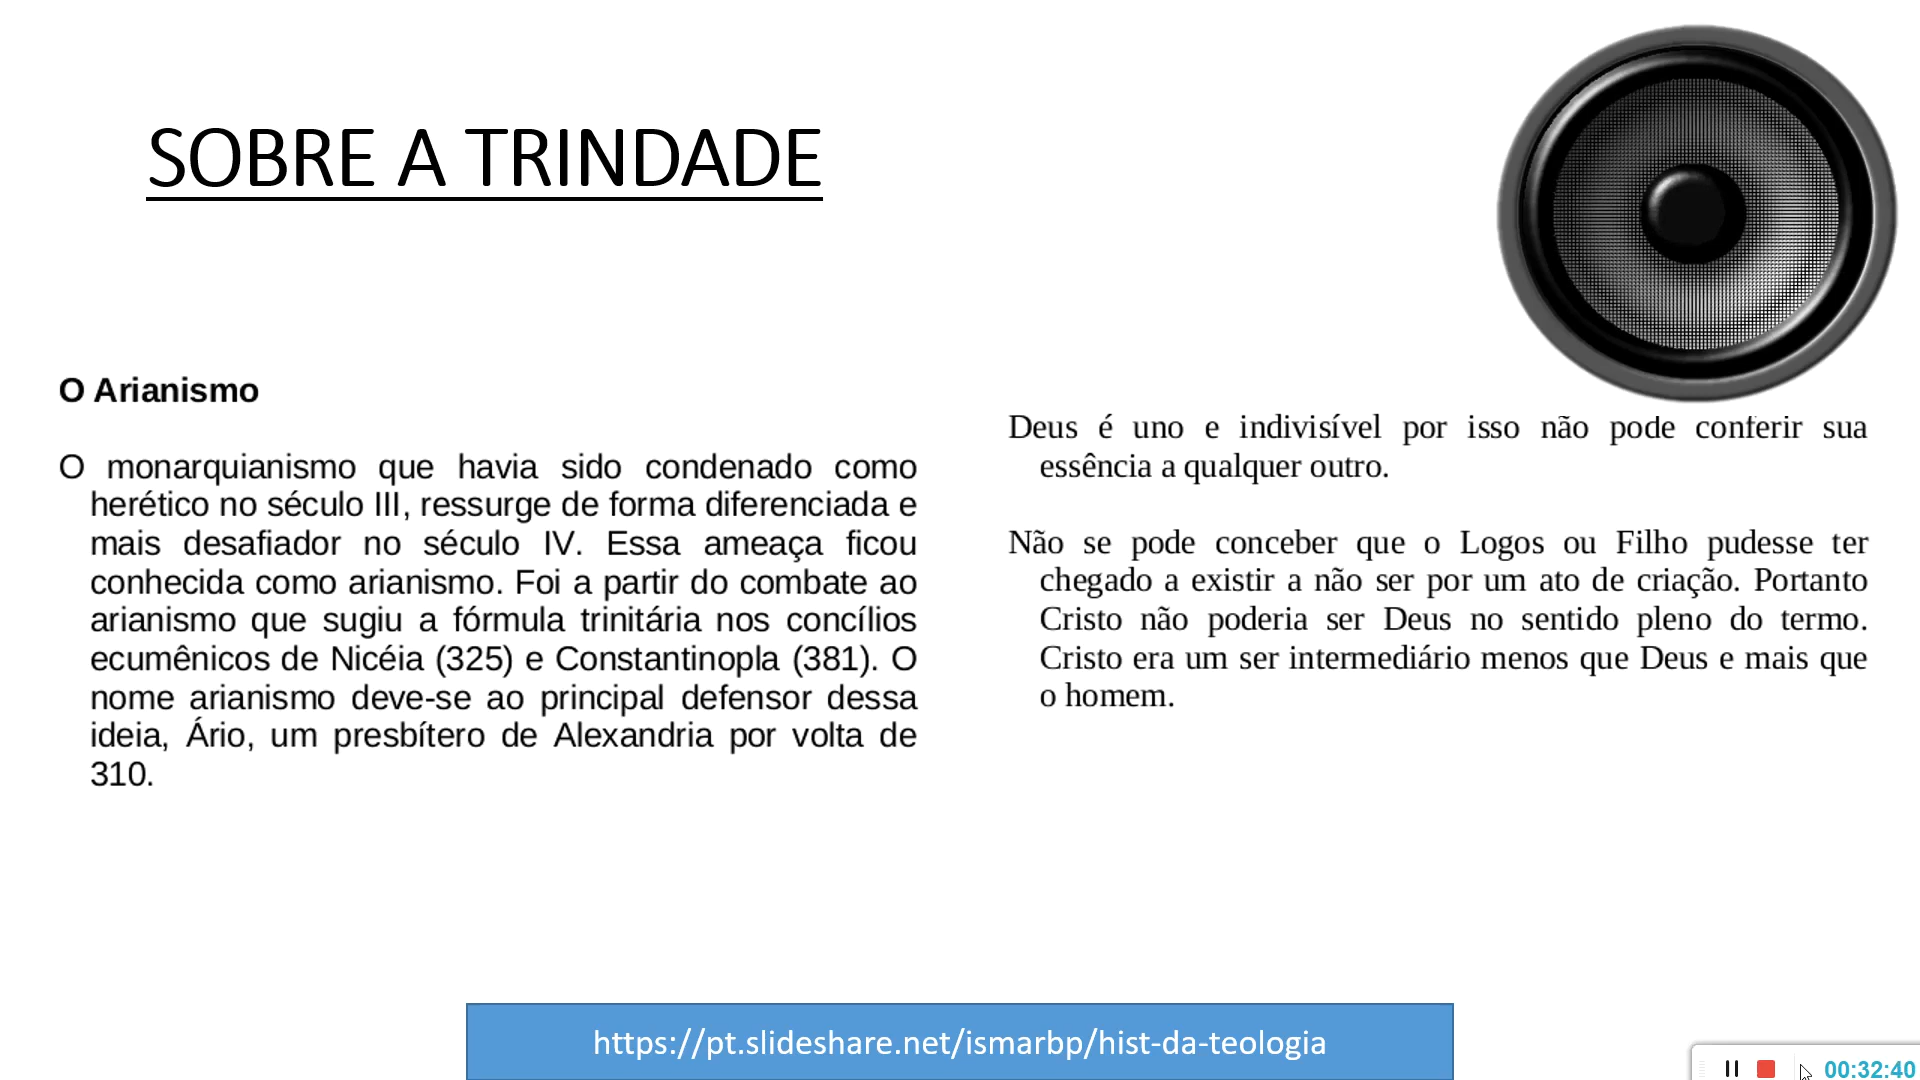 SOBRE A TRINDADE
O Arianismo
O monarquianismo que havia sido condenado como
herético no século III, ressurge de forma diferenciada e
mais desafiador no século IV. Essa ameaça ficou
conhecida como arianismo. Foi a partir do combate ao
arianismo que sugiu a fórmula trinitária nos concílios
ecumênicos de Nicéia (325) e Constantinopla (381). O
nome arianismo deve-se ao principal defensor dessa
ideia, Ário, um presbítero de Alexandria por volta de
310.
Deus é uno e indivisível por isso não pode conferir sua
essência a qualquer outro.
Não se pode conceber que o Logos ou Filho pudesse ter
chegado a existir a não ser por um ato de criação. Portanto
Cristo não poderia ser Deus no sentido pleno do termo.
Cristo era um ser intermediário menos que Deus e mais que
o homem.
https://pt.slideshare.net/ismarbp/hist-da-teologia
00:32:40